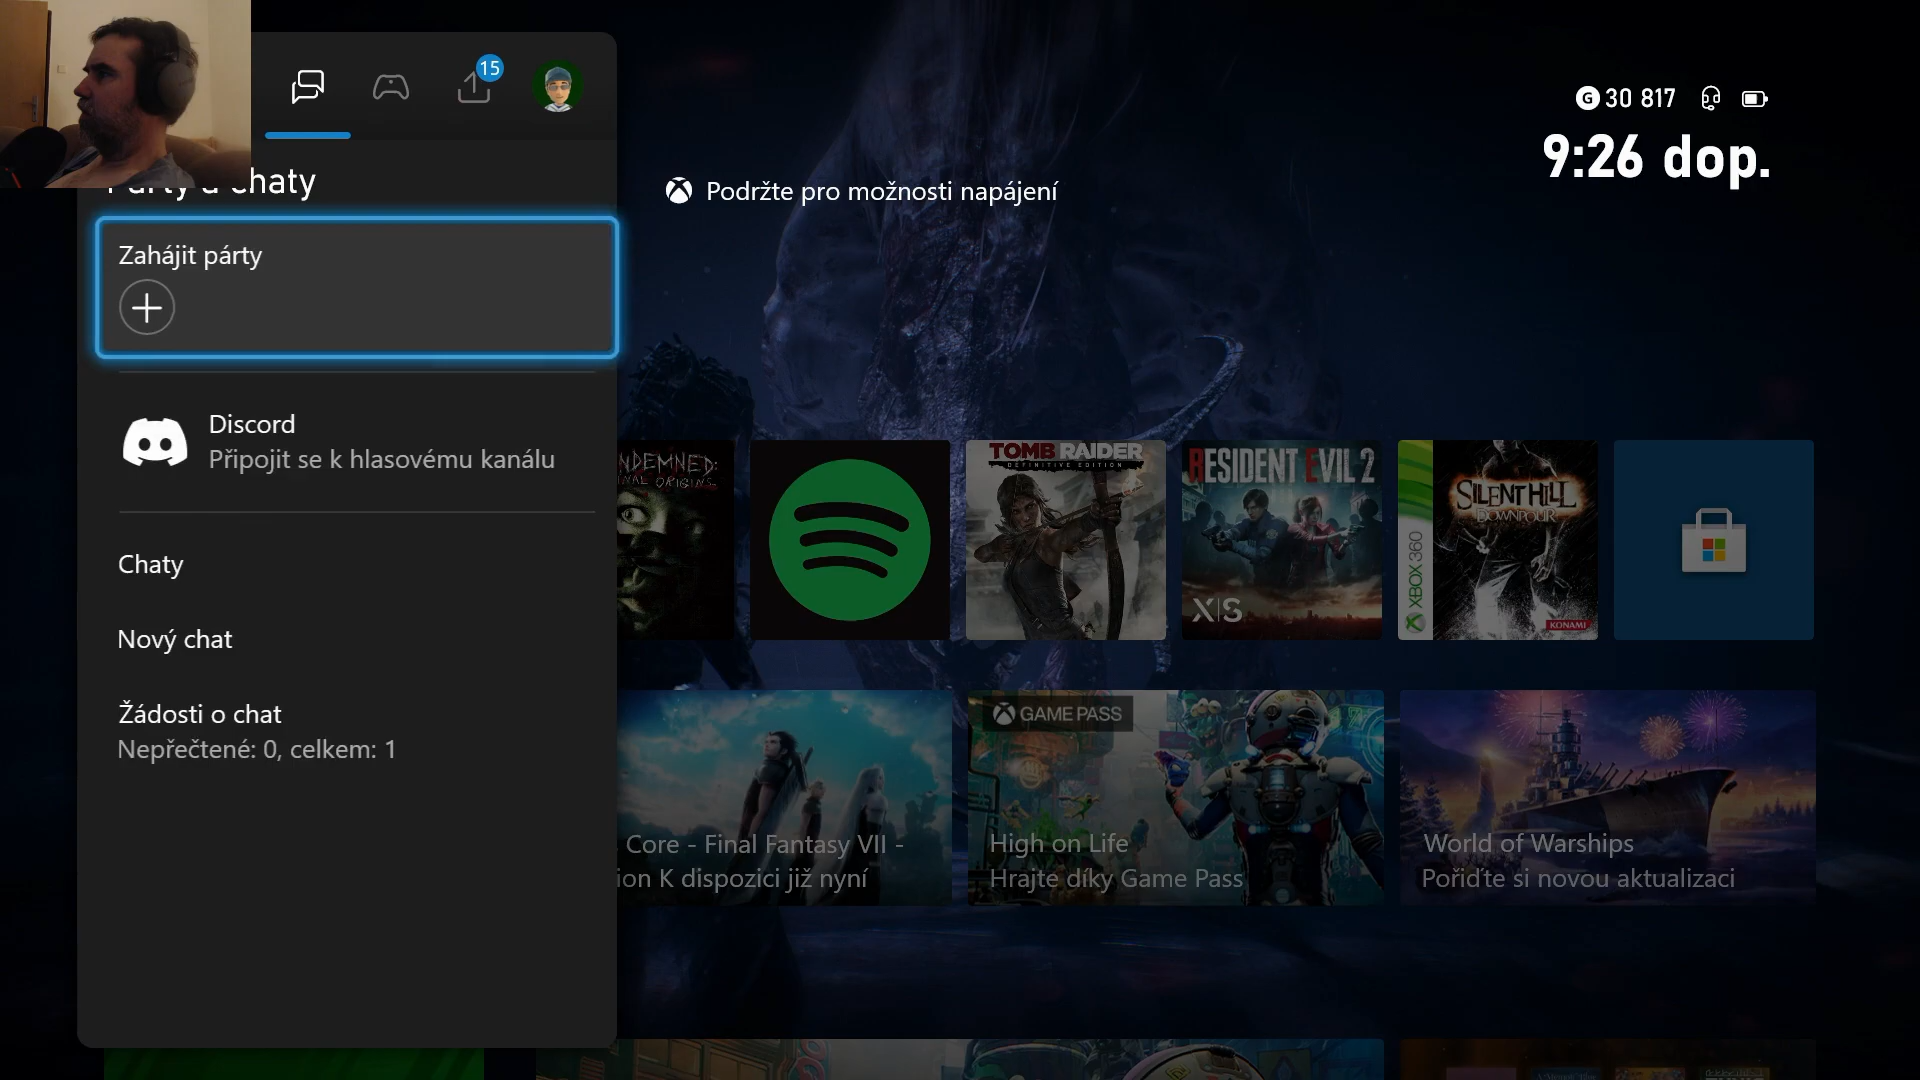 15
Party a chaty
Zahájit párty
Discord
Připojit se k hlasovému kanálu
Chaty
Nový chat
Žádosti o chat
Nepřečtené: 0, celkem: 1
G 30 817
9:26 dop.
Podržte pro možnosti napájení
TOMB RAIDER
DEFINITIVE EDITION
RESIDENT EVIL 2
X|S
XBOX 360
SILENT HILL
DOWNPOUR
KONAMI
Core - Final Fantasy VII -
K dispozici již nyní
GAME PASS
High on Life
Hrajte díky Game Pass
World of Warships
Pořiďte si novou aktualizaci